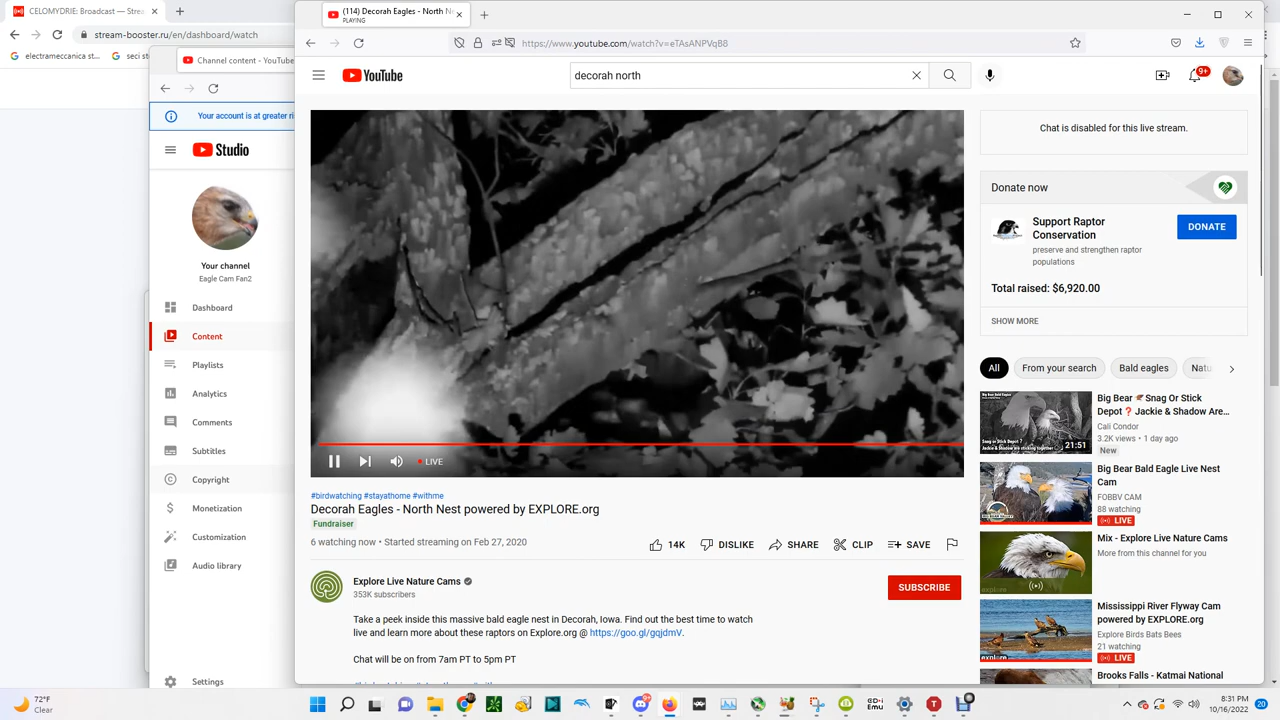 CELOMYDRIE: Broadcast — Stre
stream-booster.ru/en/dashboard/watch
electrameccanica st...
seci st
Channel content - YouTube
Your account is at greater ri
Studio
Your channel
Eagle Cam Fan2
Dashboard
Content
Playlists
Analytics
Comments
Subtitles
Copyright
Monetization
Customization
Audio library
Settings
(114) Decorah Eagles - North Ne
PLAYING
https://www.youtube.com/watch?v=eTAsANPVqB8
YouTube
decorah north
9+
LIVE
#birdwatching #stayathome #withme
Decorah Eagles - North Nest powered by EXPLORE.org
Fundraiser
6 watching now • Started streaming on Feb 27, 2020
14K
DISLIKE
SHARE
CLIP
SAVE
Explore Live Nature Cams
353K subscribers
SUBSCRIBE
Take a peek inside this massive bald eagle nest in Decorah, Iowa. Find out the best time to watch
live and learn more about these raptors on Explore.org @ https://goo.gl/gqjdmV.
Chat will be on from 7am PT to 5pm PT
Chat is disabled for this live stream.
Donate now
Support Raptor
Conservation
preserve and strengthen raptor
populations
DONATE
Total raised: $6,920.00
SHOW MORE
All
From your search
Bald eagles
Natu
21:51
Big Bear 🦅Snag Or Stick
Depot❓Jackie & Shadow Are...
Cali Condor
3.2K views • 1 day ago
New
Big Bear Bald Eagle Live Nest
Cam
FOBBV CAM
88 watching
LIVE
Mix - Explore Live Nature Cams
More from this channel for you
Mississippi River Flyway Cam
powered by EXPLORE.org
Explore Birds Bats Bees
21 watching
LIVE
Brooks Falls - Katmai National
72°F
Clear
8:31 PM
10/16/2022
20